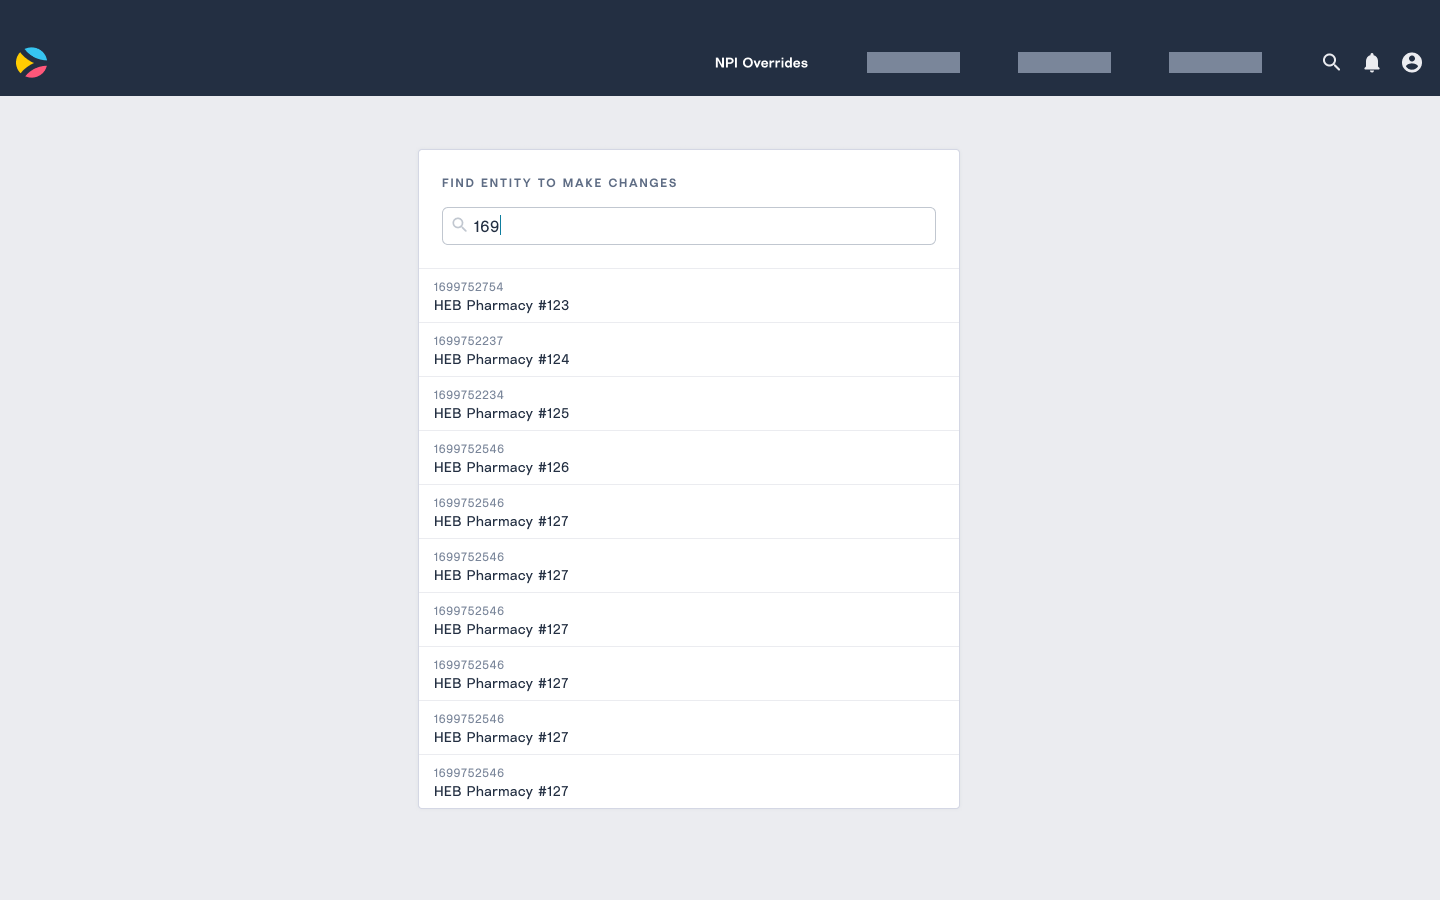 NPI Overrides
FIND ENTITY TO MAKE CHANGES
169
1699752754
HEB Pharmacy #123
1699752237
HEB Pharmacy #124
1699752234
HEB Pharmacy #125
1699752546
HEB Pharmacy #126
1699752546
HEB Pharmacy #127
1699752546
HEB Pharmacy #127
1699752546
HEB Pharmacy #127
1699752546
HEB Pharmacy #127
1699752546
HEB Pharmacy #127
1699752546
HEB Pharmacy #127